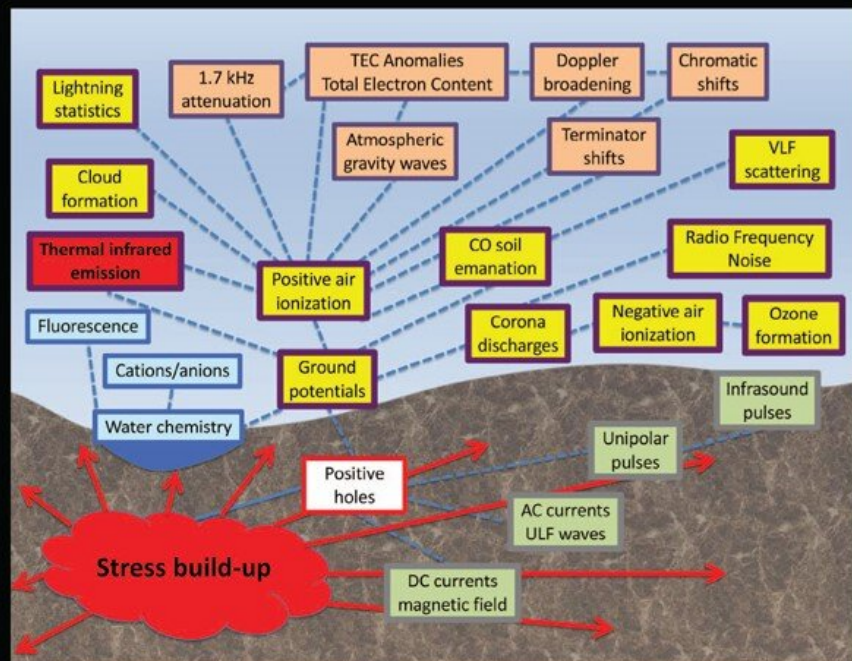 TEC Anomalies
Total Electron Content
Doppler
broadening
Chromatic
shifts
Lightning
statistics
1.7 kHz
attenuation
Atmospheric
gravity waves
Terminator
shifts
VLF
scattering
Cloud
formation
Thermal infrared
emission
Positive air
ionization
CO soil
emanation
Radio Frequency
Noise
Fluorescence
Corona
discharges
Negative air
ionization
Ozone
formation
Cations/anions
Ground
potentials
Water chemistry
Infrasound
pulses
Unipolar
pulses
Positive
holes
AC currents
ULF waves
Stress build-up
DC currents
magnetic field